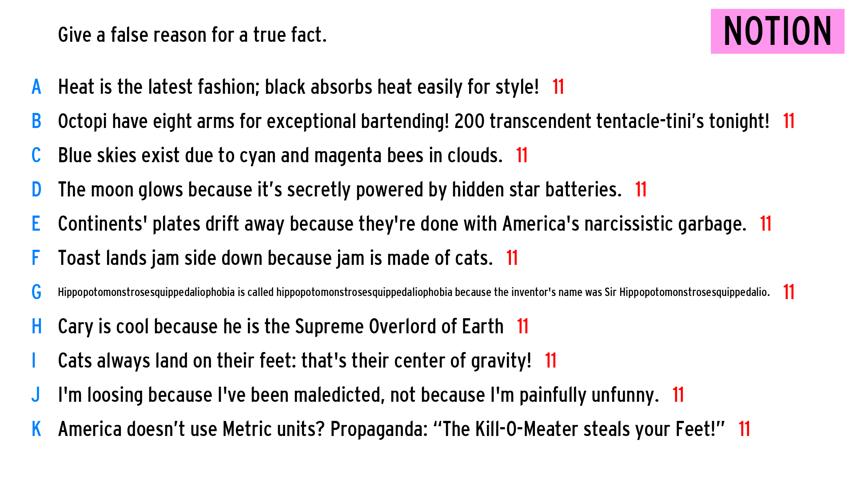 Give a false reason for a true fact.
NOTION
A Heat is the latest fashion; black absorbs heat easily for style! 11
B Octopi have eight arms for exceptional bartending! 200 transcendent tentacle-tini’s tonight! 11
C Blue skies exist due to cyan and magenta bees in clouds. 11
D The moon glows because it’s secretly powered by hidden star batteries. 11
E Continents' plates drift away because they're done with America's narcissistic garbage. 11
F Toast lands jam side down because jam is made of cats. 11
G Hippopotomonstrosesquippedaliophobia is called hippopotomonstrosesquippedaliophobia because the inventor's name was Sir Hippopotomonstrosesquippedalio. 11
H Cary is cool because he is the Supreme Overlord of Earth 11
I Cats always land on their feet: that's their center of gravity! 11
J I'm loosing because I've been maledicted, not because I'm painfully unfunny. 11
K America doesn’t use Metric units? Propaganda: “The Kill-O-Meater steals your Feet!” 11